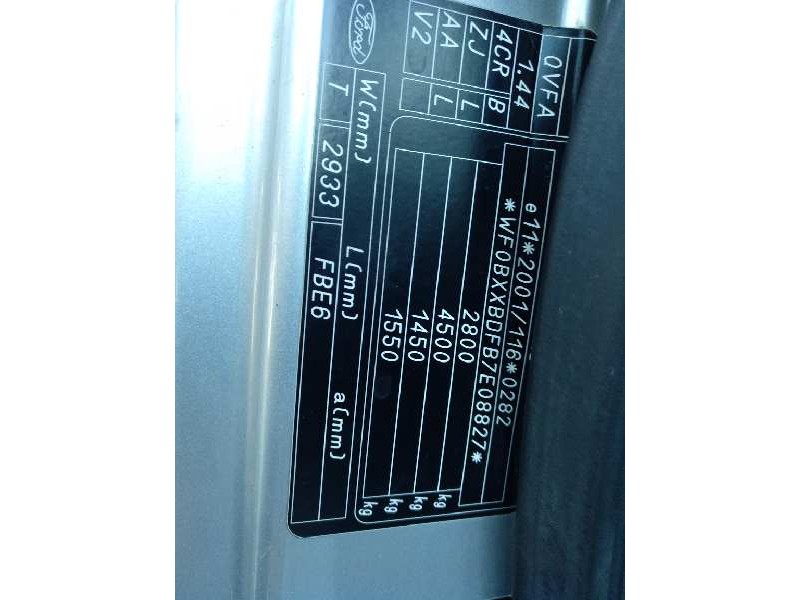 QVFA
1.44
4CR B
ZJ L
AA L
V2
e11*2001/116*0282
*WF0BXXBDFB7E08827*
2800 kg
4500 kg
1450 kg
1550 kg
Ford
W(mm) L(mm) a(mm)
T 2933 FBE6